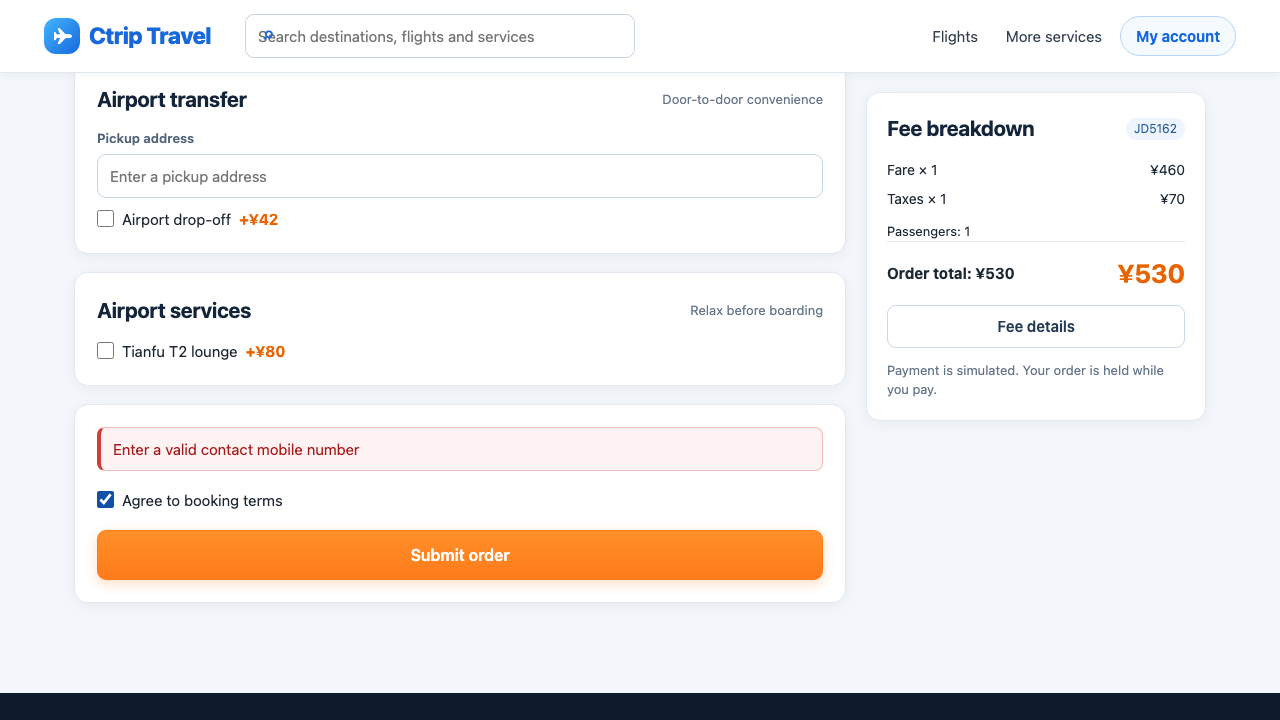 Ctrip Travel
Search destinations, flights and services
Flights
More services
My account
Airport transfer
Door-to-door convenience
Pickup address
Enter a pickup address
Airport drop-off +¥42
Airport services
Relax before boarding
Tianfu T2 lounge +¥80
Enter a valid contact mobile number
Agree to booking terms
Submit order
Fee breakdown
JD5162
Fare × 1 ¥460
Taxes × 1 ¥70
Passengers: 1
Order total: ¥530 ¥530
Fee details
Payment is simulated. Your order is held while
you pay.